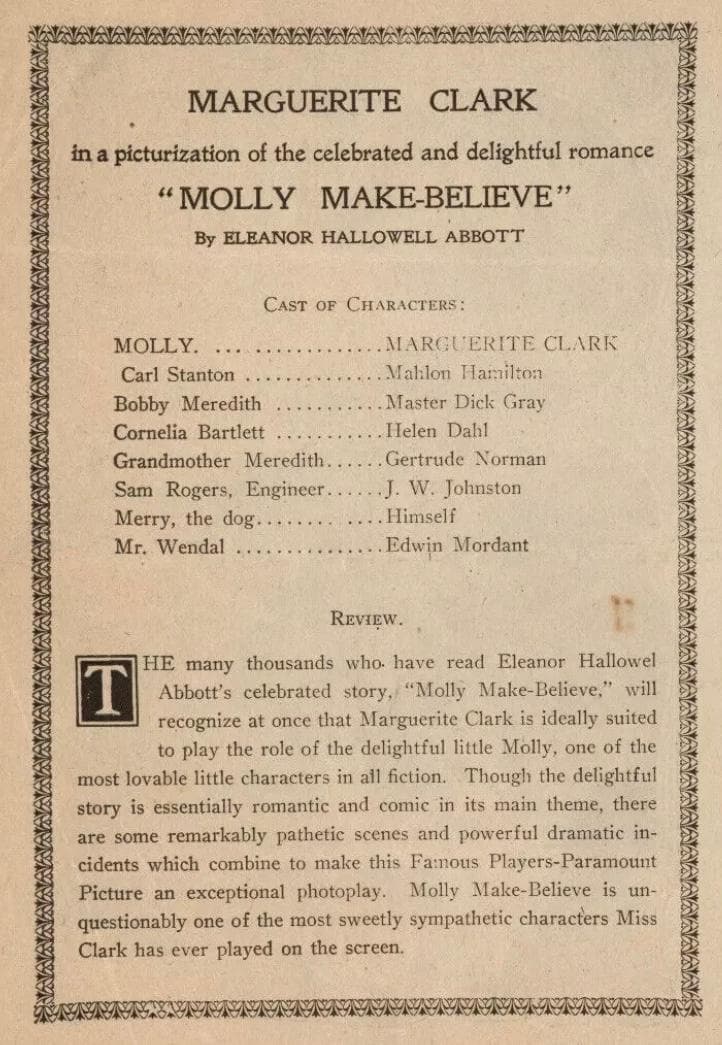 MARGUERITE CLARK
in a picturization of the celebrated and delightful romance
“MOLLY MAKE-BELIEVE”
By ELEANOR HALLOWELL ABBOTT
CAST OF CHARACTERS:
MOLLY. ... .............MARGUERITE CLARK
Carl Stanton ..............Mahlon Hamilton
Bobby Meredith ...........Master Dick Gray
Cornelia Bartlett ...........Helen Dahl
Grandmother Meredith......Gertrude Norman
Sam Rogers, Engineer......J. W. Johnston
Merry, the dog........ ....Himself
Mr. Wendal ...............Edwin Mordant
REVIEW.
THE many thousands who have read Eleanor Hallowel
Abbott's celebrated story, “Molly Make-Believe,” will
recognize at once that Marguerite Clark is ideally suited
to play the role of the delightful little Molly, one of the
most lovable little characters in all fiction. Though the delightful
story is essentially romantic and comic in its main theme, there
are some remarkably pathetic scenes and powerful dramatic in-
cidents which combine to make this Famous Players-Paramount
Picture an exceptional photoplay. Molly Make-Believe is un-
questionably one of the most sweetly sympathetic characters Miss
Clark has ever played on the screen.